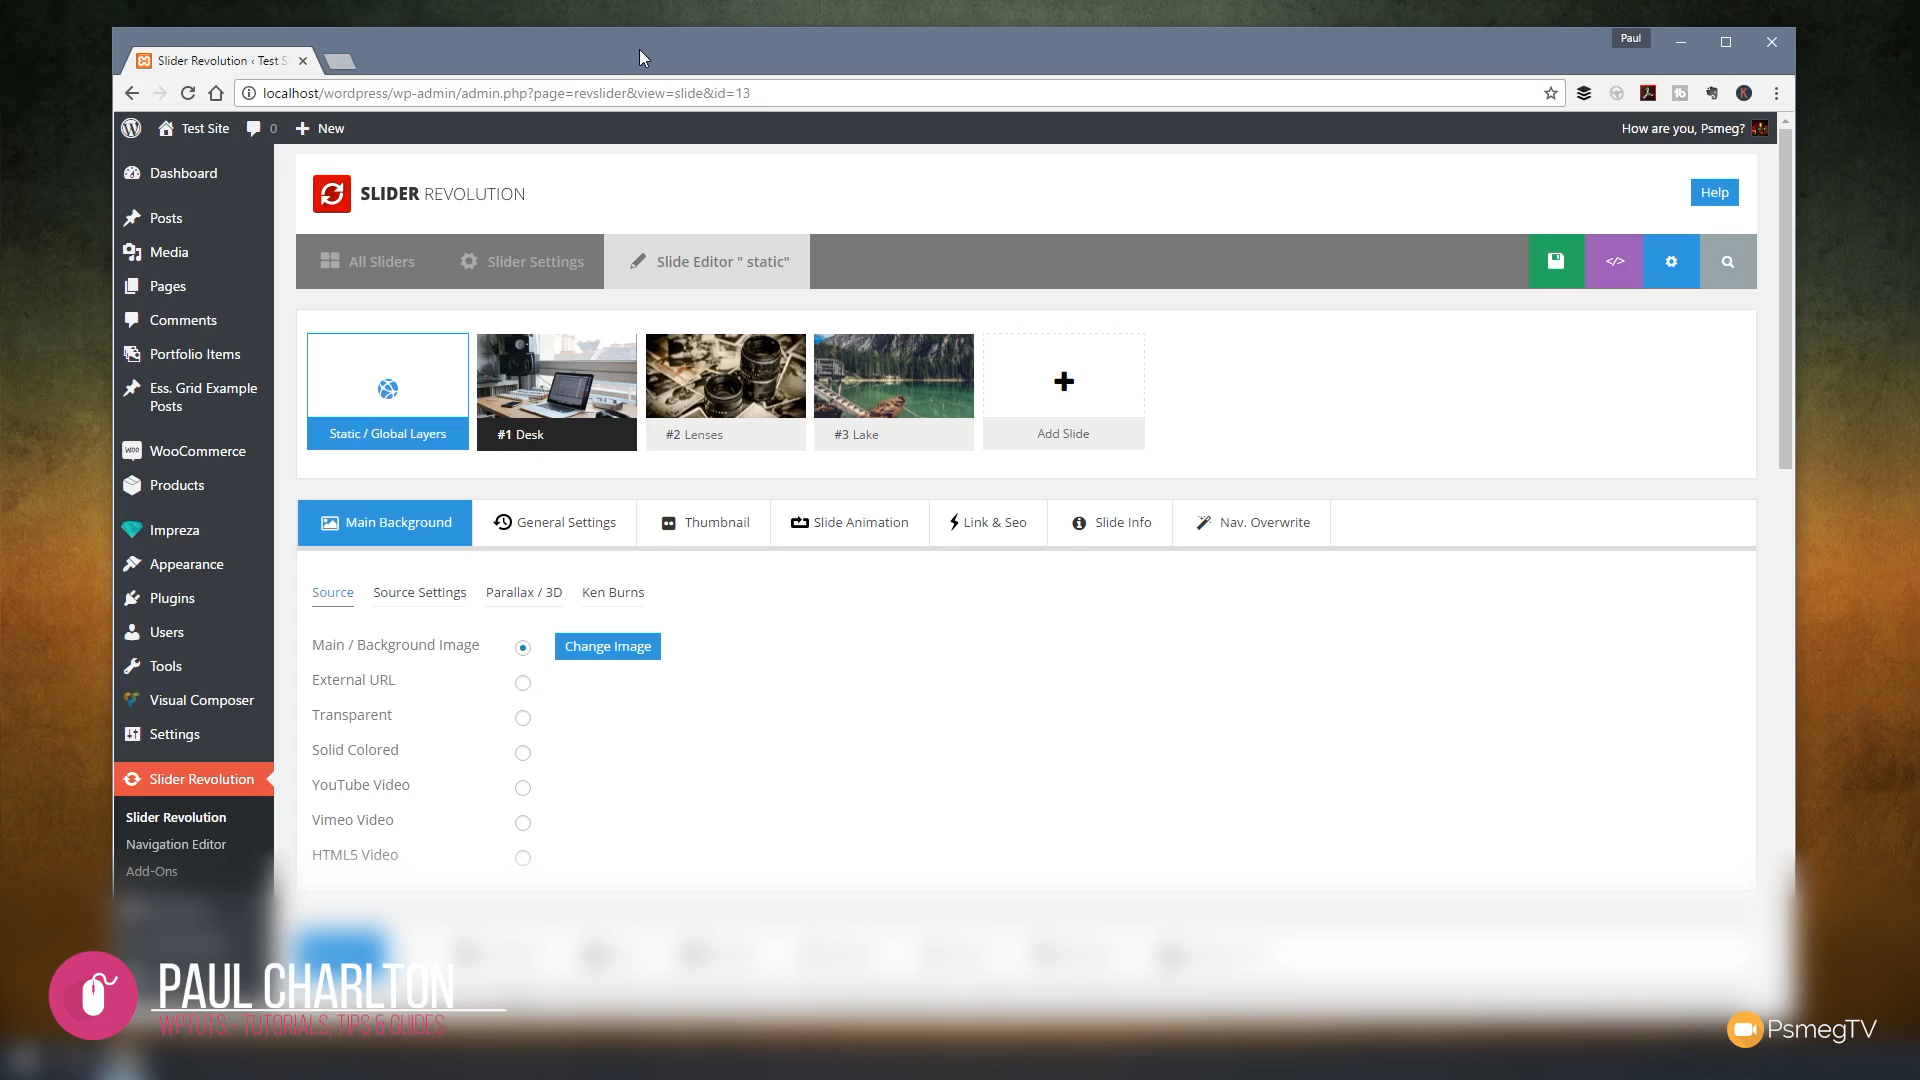 Paul
Slider Revolution ‹ Test S
localhost/wordpress/wp-admin/admin.php?page=revslider&view=slide&id=13
Test Site
0
New
How are you, Psmeg?
Dashboard
Posts
Media
Pages
Comments
Portfolio Items
Ess. Grid Example
Posts
WooCommerce
Products
Impreza
Appearance
Plugins
Users
Tools
Visual Composer
Settings
Slider Revolution
Slider Revolution
Navigation Editor
Add-Ons
SLIDER REVOLUTION
Help
All Sliders
Slider Settings
Slide Editor " static"
Static / Global Layers
#1 Desk
#2 Lenses
#3 Lake
Add Slide
Main Background
General Settings
Thumbnail
Slide Animation
Link & Seo
Slide Info
Nav. Overwrite
Source
Source Settings
Parallax / 3D
Ken Burns
Main / Background Image
Change Image
External URL
Transparent
Solid Colored
YouTube Video
Vimeo Video
HTML5 Video
PAUL CHARLTON
WPTUTS - TUTORIALS, TIPS & GUIDES
PsmegTV